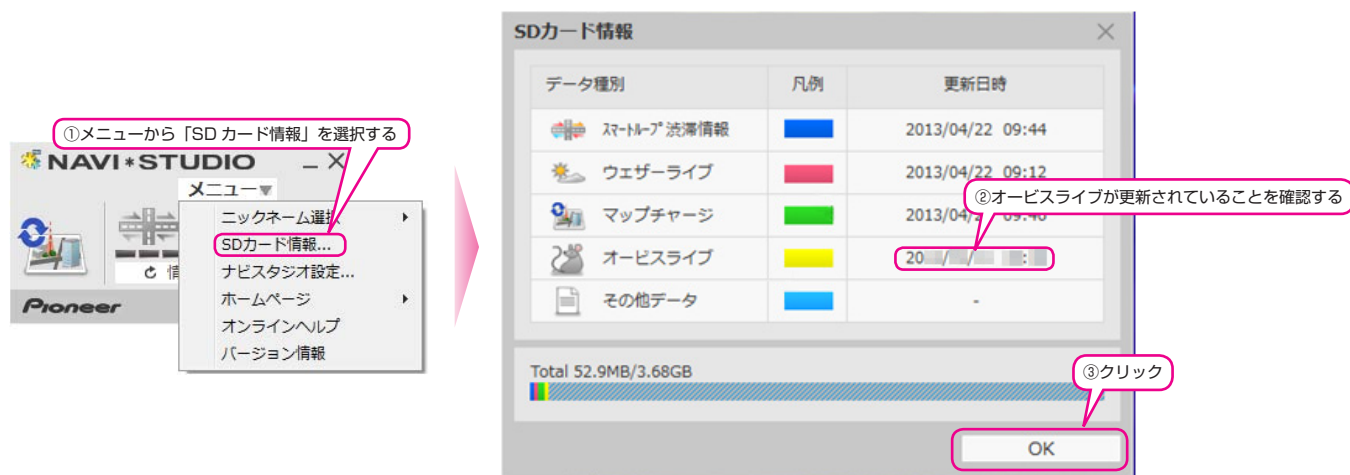 ①メニューから「SD カード情報」を選択する
NAVI*STUDIO
メニュー▼
ニックネーム選択
SDカード情報...
ナビスタジオ設定...
ホームページ
オンラインヘルプ
バージョン情報
情
Pioneer
SDカード情報
データ種別 凡例 更新日時
スマートループ渋滞情報 2013/04/22 09:44
ウェザーライブ 2013/04/22 09:12
②オービスライブが更新されていることを確認する
マップチャージ 2013/04/
オービスライブ 20 / / :
その他データ -
Total 52.9MB/3.68GB
③クリック
OK